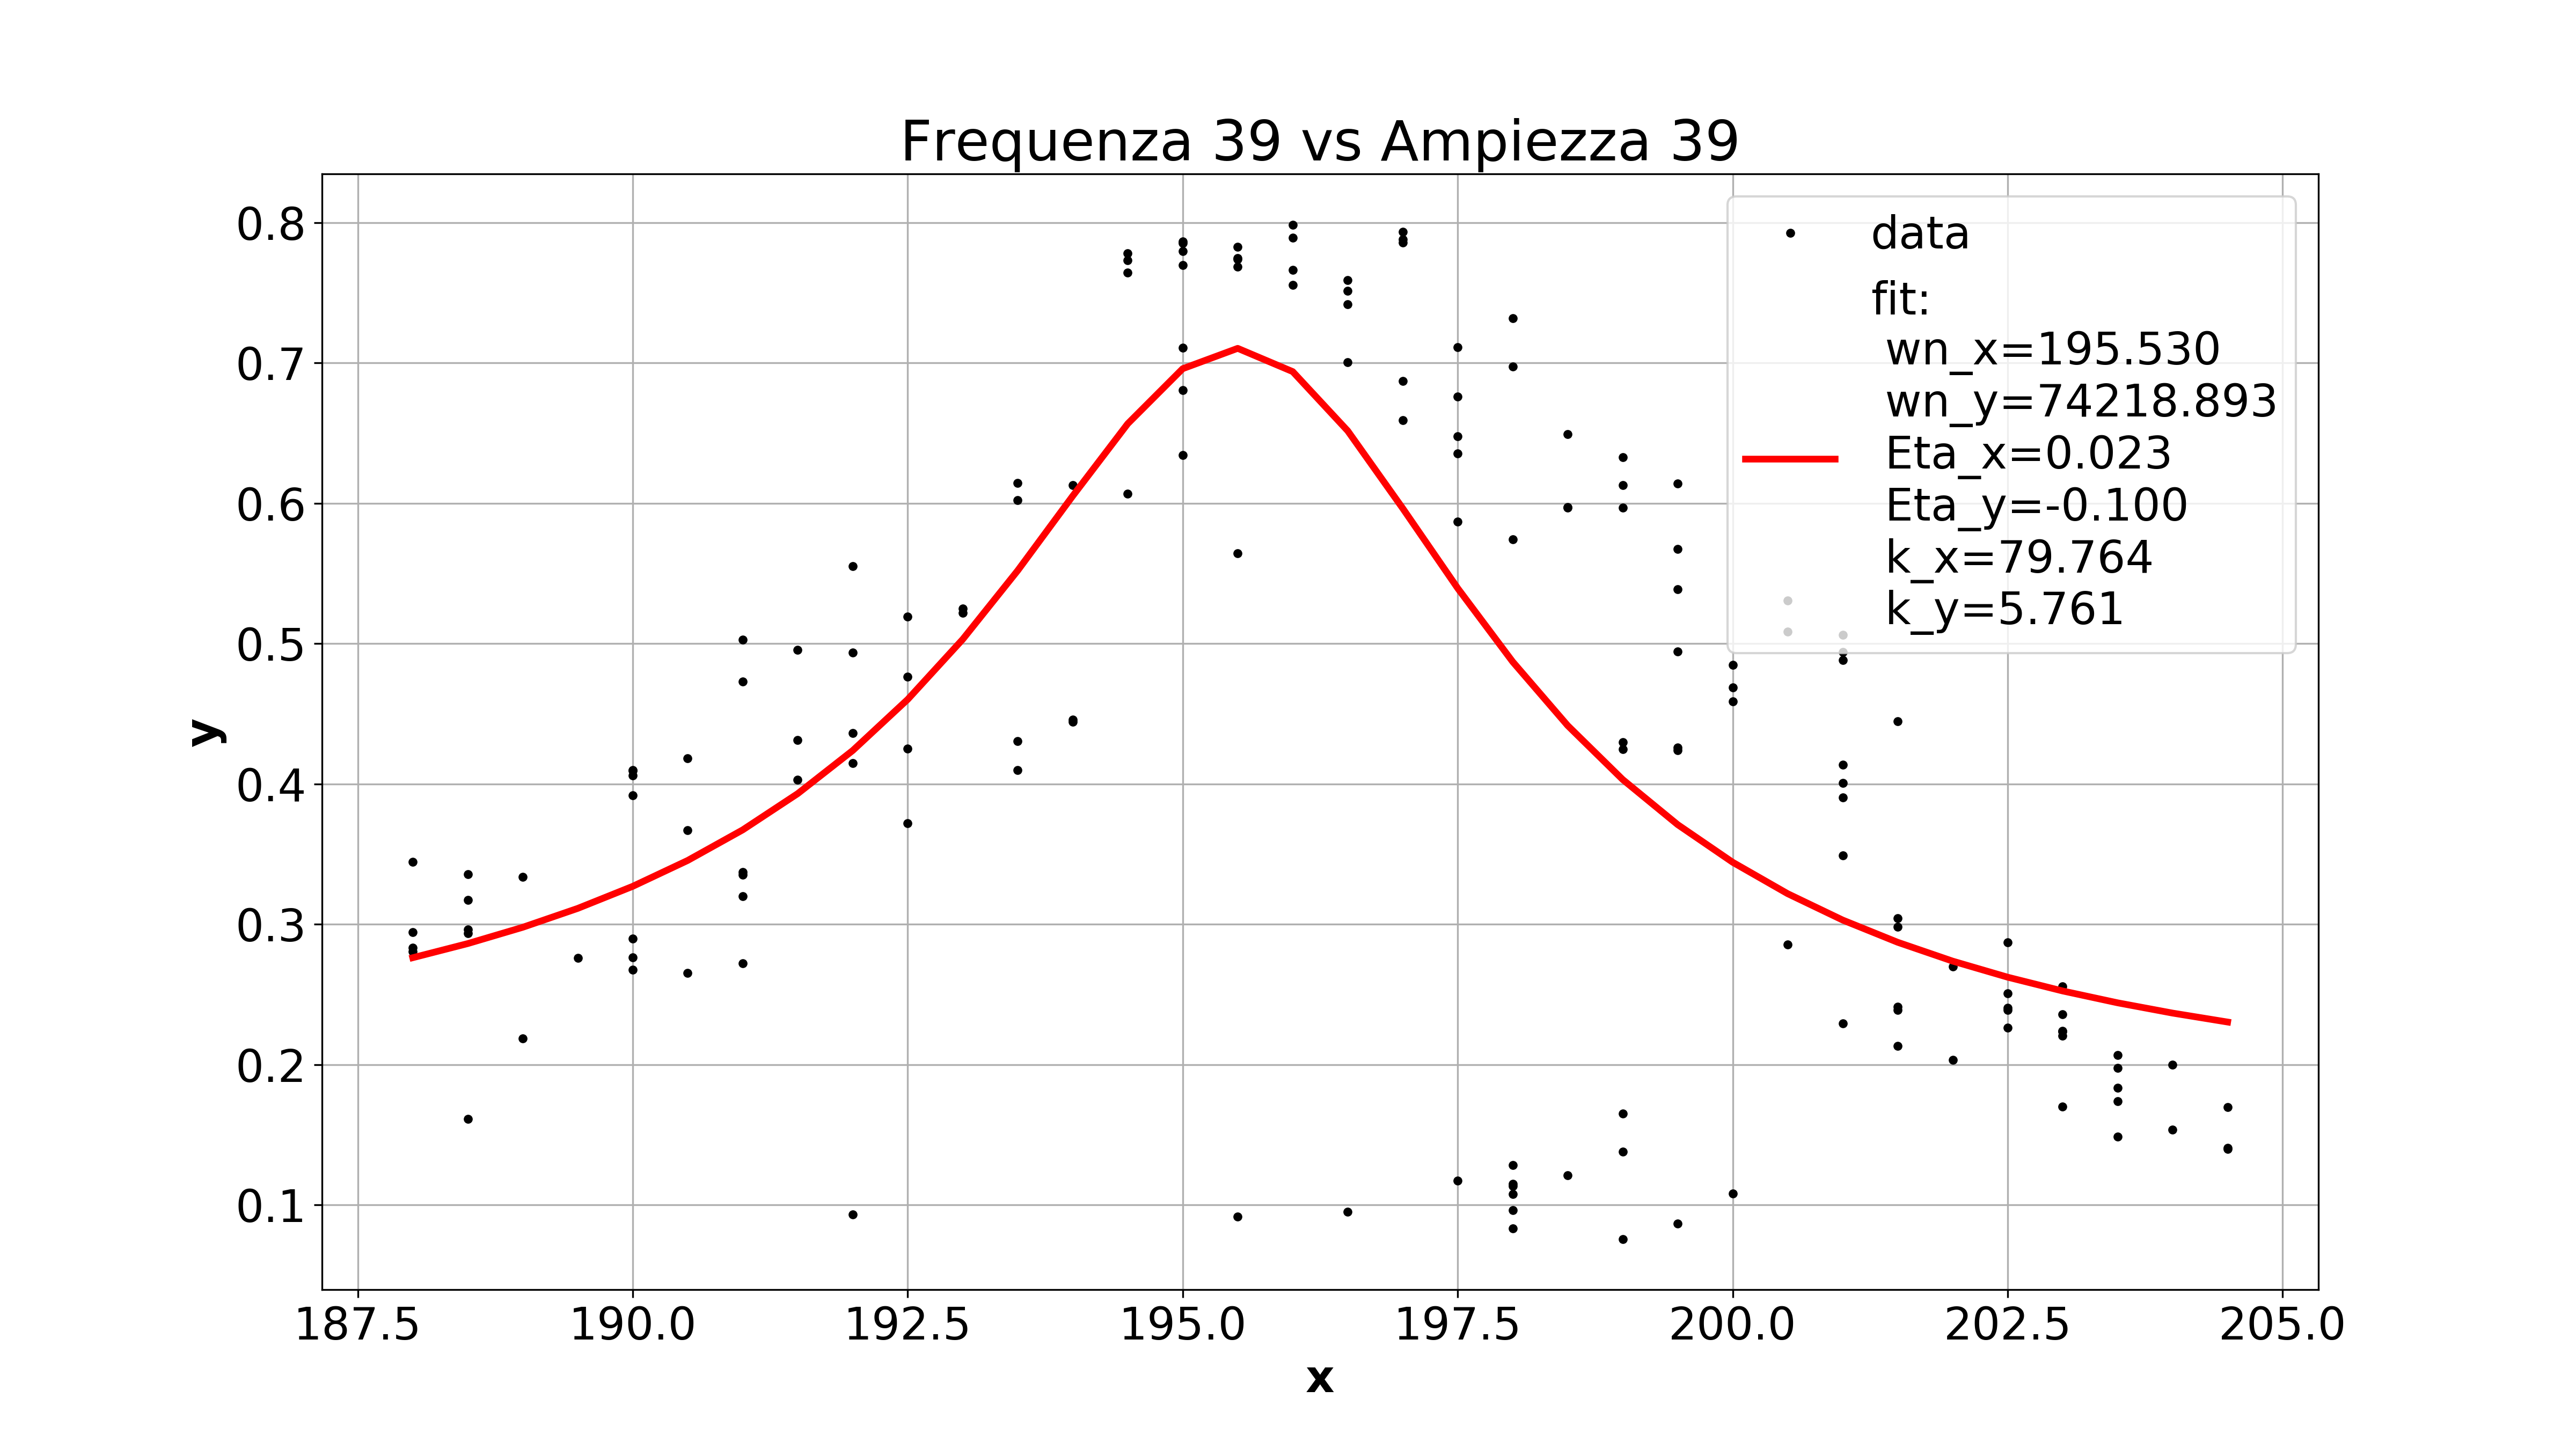 Frequenza 39 vs Ampiezza 39
0.8
0.7
0.6
0.5
0.4
0.3
0.2
0.1
y
data
fit:
wn_x=195.530
wn_y=74218.893
Eta_x=0.023
Eta_y=-0.100
k_x=79.764
k_y=5.761
187.5 190.0 192.5 195.0 197.5 200.0 202.5 205.0
x